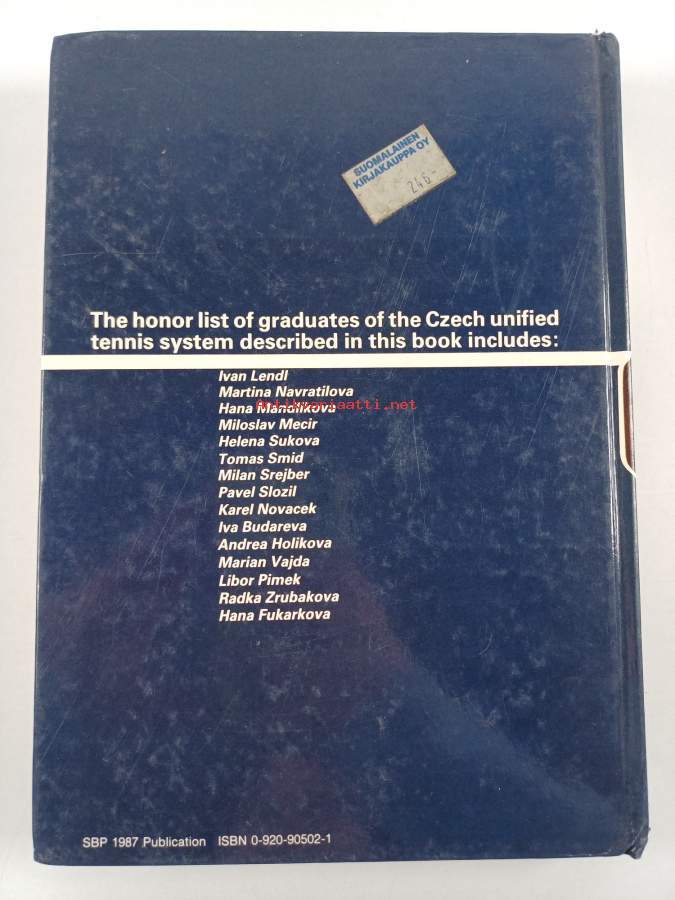 SUOMALAINEN
KIRJAKAUPPA OY
246-
The honor list of graduates of the Czech unified
tennis system described in this book includes:
Ivan Lendl
Martina Navratilova
Antikvariaatti.net
Hana Mandlikova
Miloslav Mecir
Helena Sukova
Tomas Smid
Milan Srejber
Pavel Slozil
Karel Novacek
Iva Budareva
Andrea Holikova
Marian Vajda
Libor Pimek
Radka Zrubakova
Hana Fukarkova
SBP 1987 Publication ISBN 0-920-90502-1